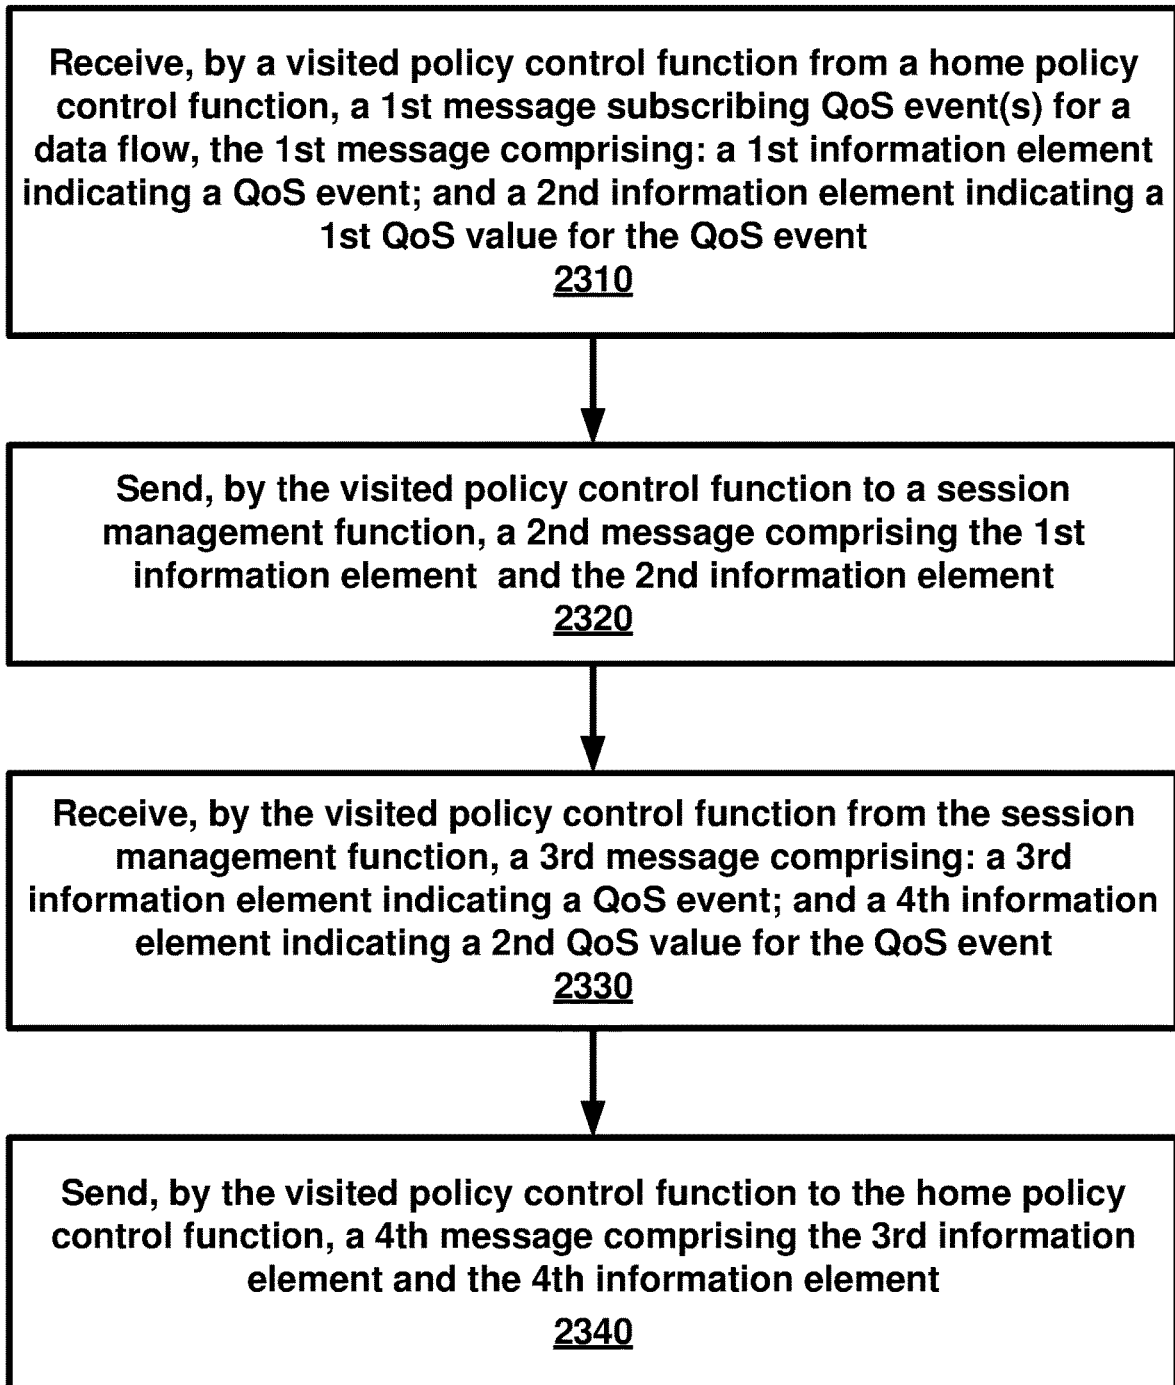 Receive, by a visited policy control function from a home policy
control function, a 1st message subscribing QoS event(s) for a
data flow, the 1st message comprising: a 1st information element
indicating a QoS event; and a 2nd information element indicating a
1st QoS value for the QoS event
2310
Send, by the visited policy control function to a session
management function, a 2nd message comprising the 1st
information element and the 2nd information element
2320
Receive, by the visited policy control function from the session
management function, a 3rd message comprising: a 3rd
information element indicating a QoS event; and a 4th information
element indicating a 2nd QoS value for the QoS event
2330
Send, by the visited policy control function to the home policy
control function, a 4th message comprising the 3rd information
element and the 4th information element
2340